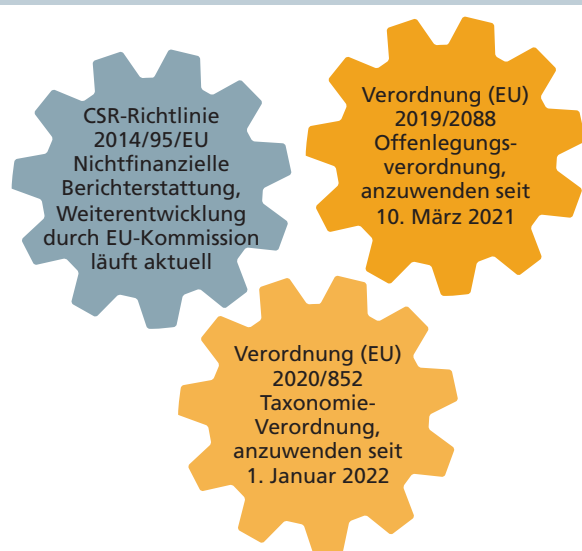 CSR-Richtlinie
2014/95/EU
Nichtfinanzielle
Berichterstattung,
Weiterentwicklung
durch EU-Kommission
läuft aktuell
Verordnung (EU)
2019/2088
Offenlegungs-
verordnung,
anzuwenden seit
10. März 2021
Verordnung (EU)
2020/852
Taxonomie-
Verordnung,
anzuwenden seit
1. Januar 2022